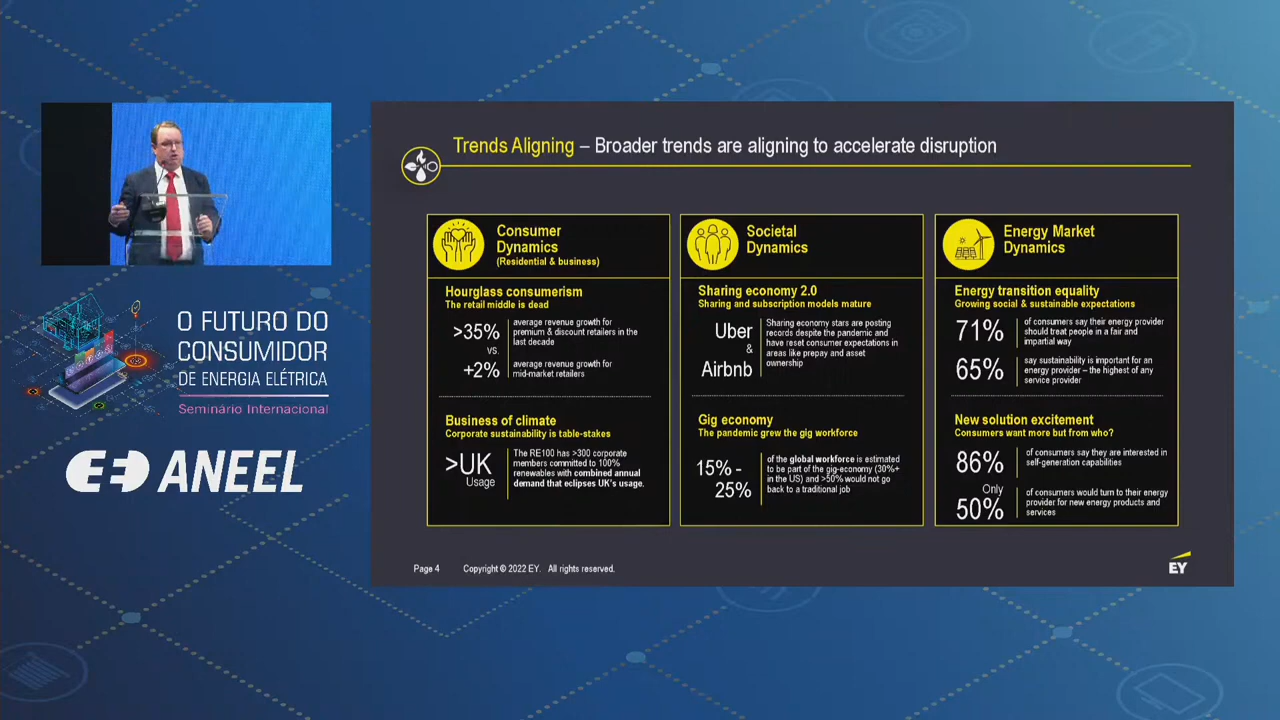 O FUTURO DO
CONSUMIDOR
DE ENERGIA ELÉTRICA
Seminário Internacional
ANEEL
Trends Aligning – Broader trends are aligning to accelerate disruption
Consumer
Dynamics
(Residential & business)
Hourglass consumerism
The retail middle is dead
>35%
average revenue growth for
premium & discount retailers in the
last decade
vs.
+2%
average revenue growth for
mid-market retailers
Business of climate
Corporate sustainability is table-stakes
>UK
Usage
The RE100 has >300 corporate
members committed to 100%
renewables with combined annual
demand that eclipses UK's usage.
Societal
Dynamics
Sharing economy 2.0
Sharing and subscription models mature
Uber
&
Airbnb
Sharing economy stars are posting
records despite the pandemic and
have reset consumer expectations in
areas like prepay and asset
ownership
Gig economy
The pandemic grew the gig workforce
15% -
25%
of the global workforce is estimated
to be part of the gig-economy (30%+
in the US) and >50% would not go
back to a traditional job
Energy Market
Dynamics
Energy transition equality
Growing social & sustainable expectations
71%
of consumers say their energy provider
should treat people in a fair and
impartial way
65%
say sustainability is important for an
energy provider – the highest of any
service provider
New solution excitement
Consumers want more but from who?
86%
of consumers say they are interested in
self-generation capabilities
Only
50%
of consumers would turn to their energy
provider for new energy products and
services
Page 4
Copyright © 2022 EY. All rights reserved.
EY